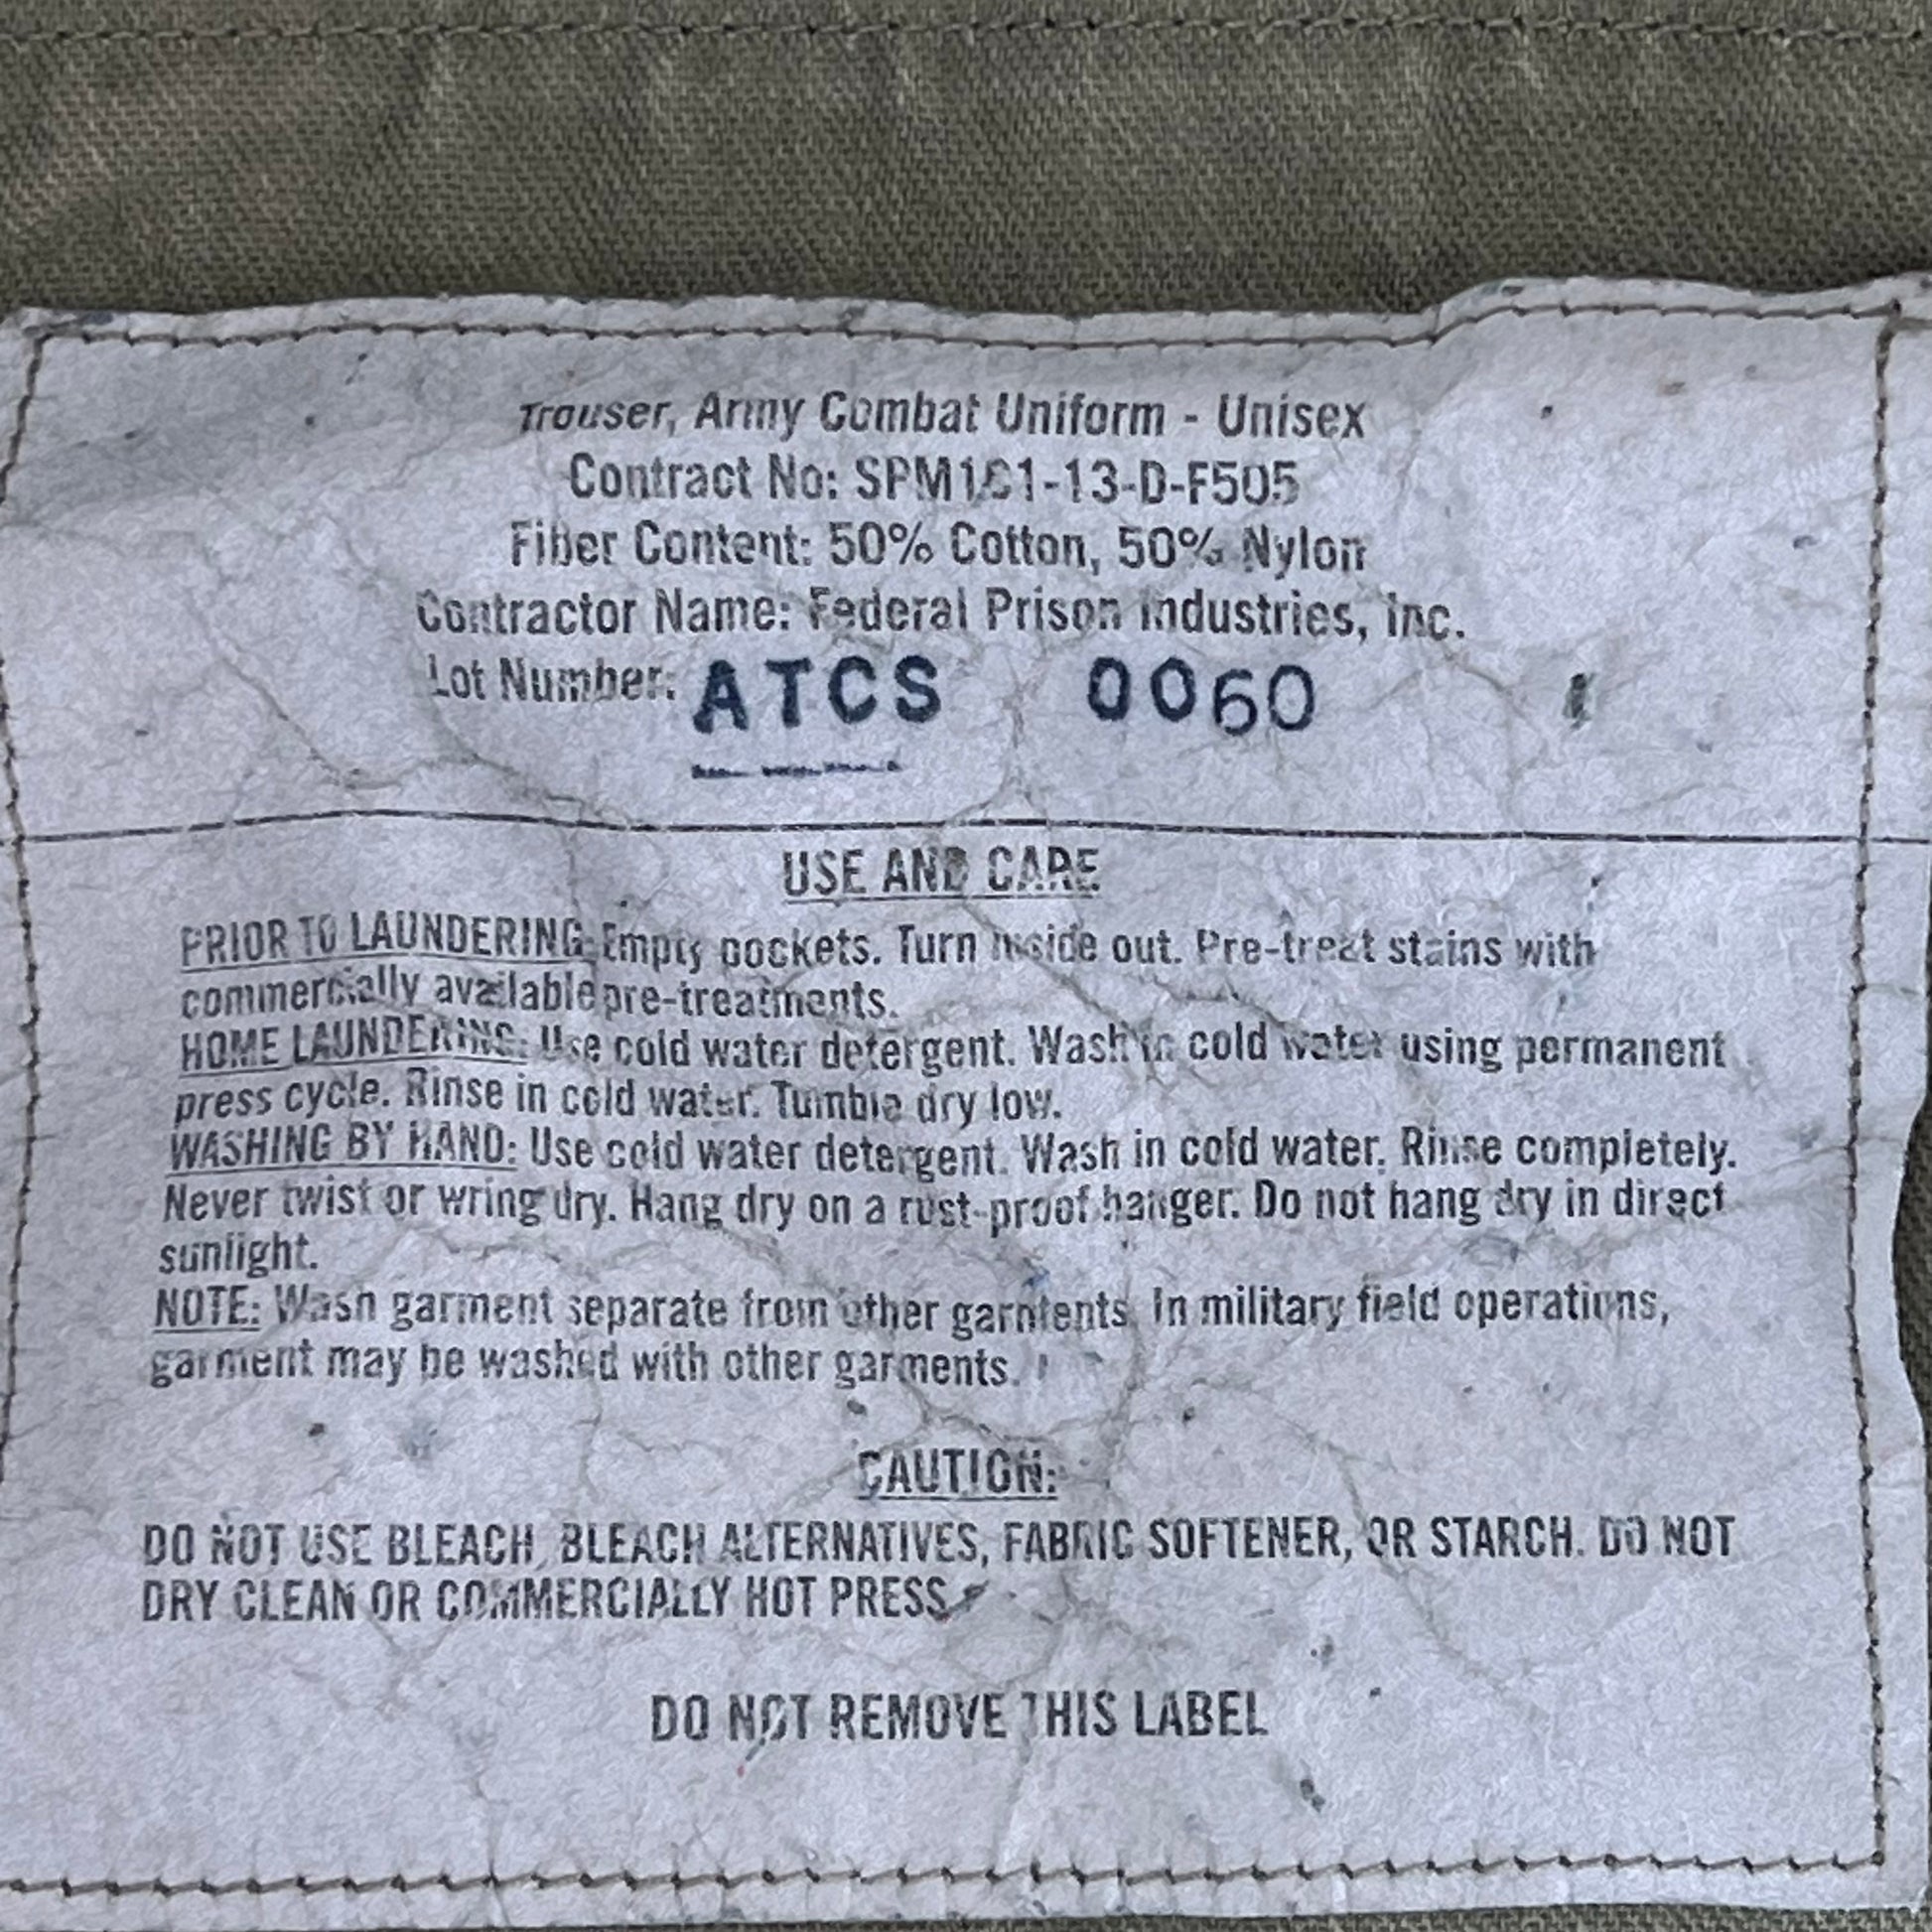 Trouser, Army Combat Uniform - Unisex
Contract No: SPM1C1-13-D-F505
Fiber Content: 50% Cotton, 50% Nylon
Contractor Name: Federal Prison Industries, Inc.
Lot Number: ATCS 0060
USE AND CARE
PRIOR TO LAUNDERING: Empty pockets. Turn inside out. Pre-treat stains with
commercially available pre-treatments.
HOME LAUNDERING: Use cold water detergent. Wash in cold water using permanent
press cycle. Rinse in cold water. Tumble dry low.
WASHING BY HAND: Use cold water detergent. Wash in cold water. Rinse completely.
Never twist or wring dry. Hang dry on a rust-proof hanger. Do not hang dry in direct
sunlight.
NOTE: Wash garment separate from other garments. In military field operations,
garment may be washed with other garments.
CAUTION:
DO NOT USE BLEACH, BLEACH ALTERNATIVES, FABRIC SOFTENER, OR STARCH. DO NOT
DRY CLEAN OR COMMERCIALLY HOT PRESS.
DO NOT REMOVE THIS LABEL